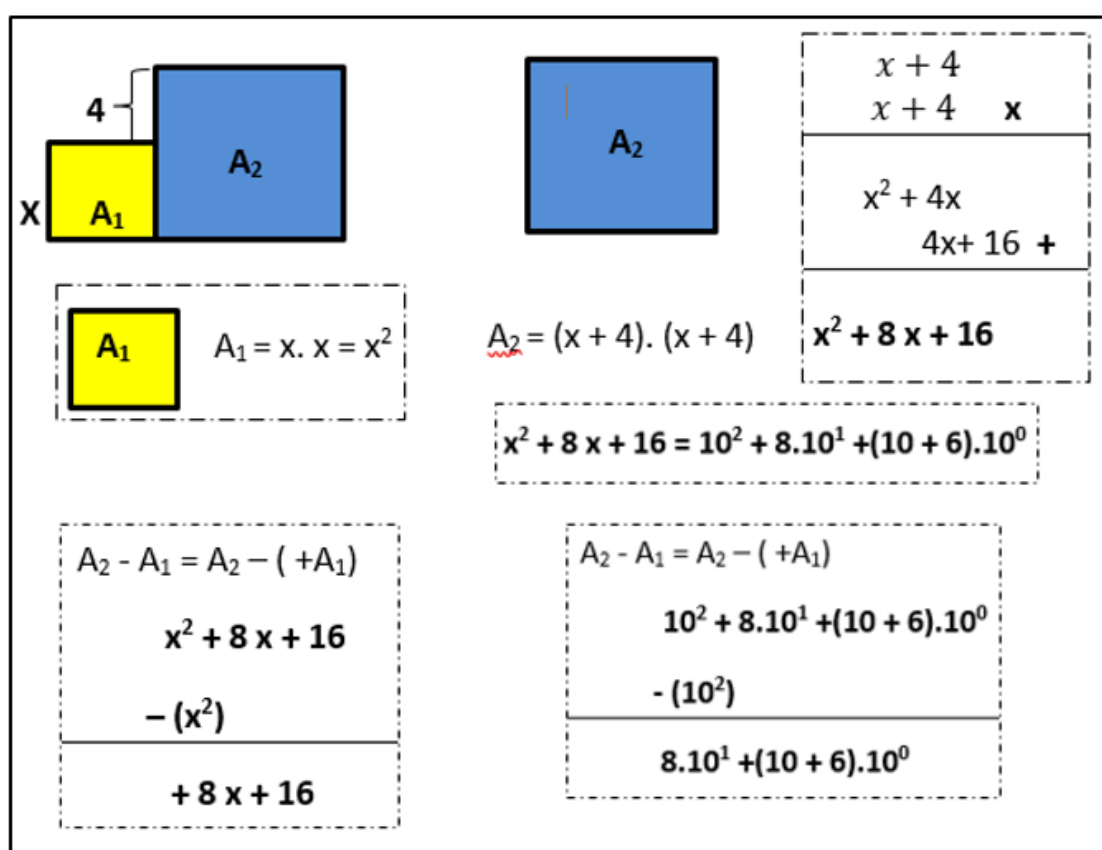 4
A₂
X
A₁
A₂
x + 4
x + 4 x
x² + 4x
4x+ 16 +
x² + 8 x + 16
A₁
A₁ = x. x = x²
A₂ = (x + 4). (x + 4)
x² + 8 x + 16 = 10² + 8.10¹ +(10 + 6).10⁰
A₂ - A₁ = A₂ – ( +A₁)
x² + 8 x + 16
– (x²)
+ 8 x + 16
A₂ - A₁ = A₂ – ( +A₁)
10² + 8.10¹ +(10 + 6).10⁰
- (10²)
8.10¹ +(10 + 6).10⁰